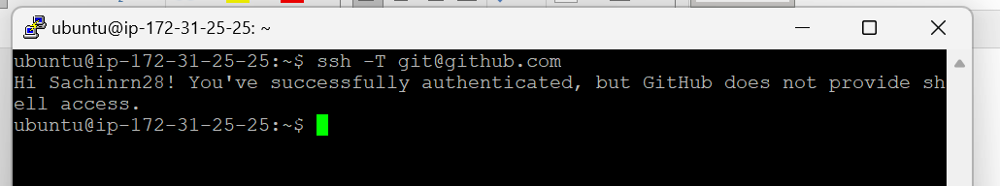 ubuntu@ip-172-31-25-25: ~
ubuntu@ip-172-31-25-25:~$ ssh -T git@github.com
Hi Sachinrn28! You've successfully authenticated, but GitHub does not provide sh
ell access.
ubuntu@ip-172-31-25-25:~$